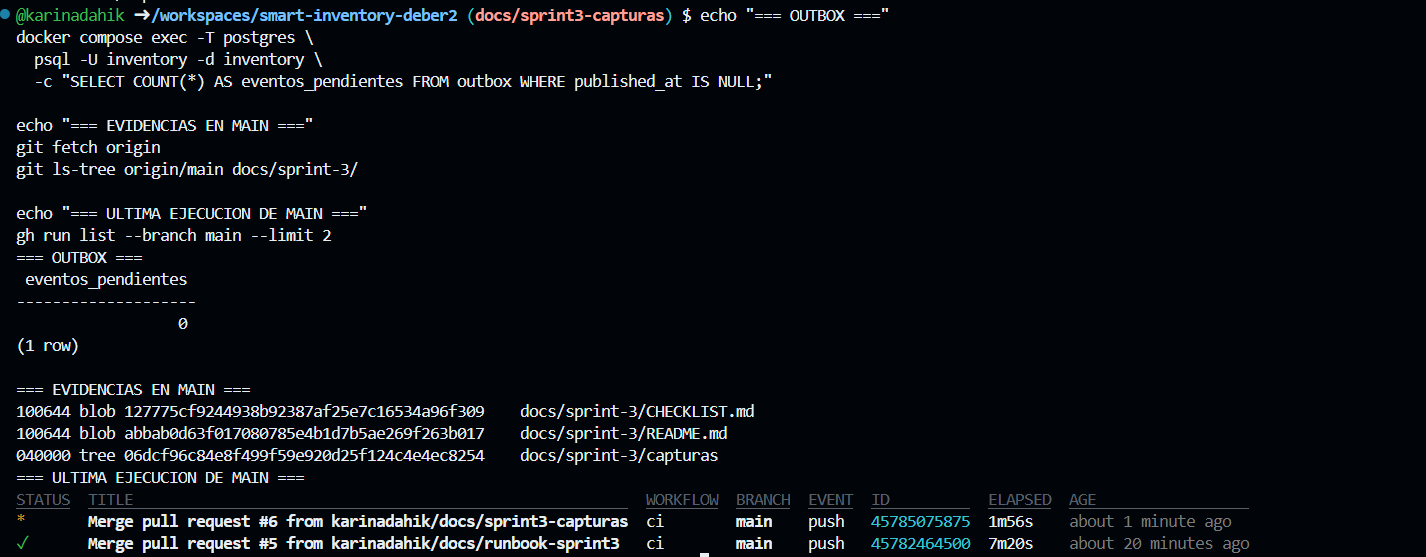 @karinadahik ➜/workspaces/smart-inventory-deber2 (docs/sprint3-capturas) $ echo "=== OUTBOX ==="
docker compose exec -T postgres \
  psql -U inventory -d inventory \
  -c "SELECT COUNT(*) AS eventos_pendientes FROM outbox WHERE published_at IS NULL;"

echo "=== EVIDENCIAS EN MAIN ==="
git fetch origin
git ls-tree origin/main docs/sprint-3/

echo "=== ULTIMA EJECUCION DE MAIN ==="
gh run list --branch main --limit 2
=== OUTBOX ===
 eventos_pendientes
--------------------
                  0
(1 row)

=== EVIDENCIAS EN MAIN ===
100644 blob 127775cf9244938b92387af25e7c16534a96f309    docs/sprint-3/CHECKLIST.md
100644 blob abbab0d63f017080785e4b1d7b5ae269f263b017    docs/sprint-3/README.md
040000 tree 06dcf96c84e8f499f59e920d25f124c4e4ec8254    docs/sprint-3/capturas
=== ULTIMA EJECUCION DE MAIN ===
STATUS  TITLE  WORKFLOW  BRANCH  EVENT  ID  ELAPSED  AGE
*  Merge pull request #6 from karinadahik/docs/sprint3-capturas  ci  main  push  45785075875  1m56s  about 1 minute ago
✓  Merge pull request #5 from karinadahik/docs/runbook-sprint3  ci  main  push  45782464500  7m20s  about 20 minutes ago